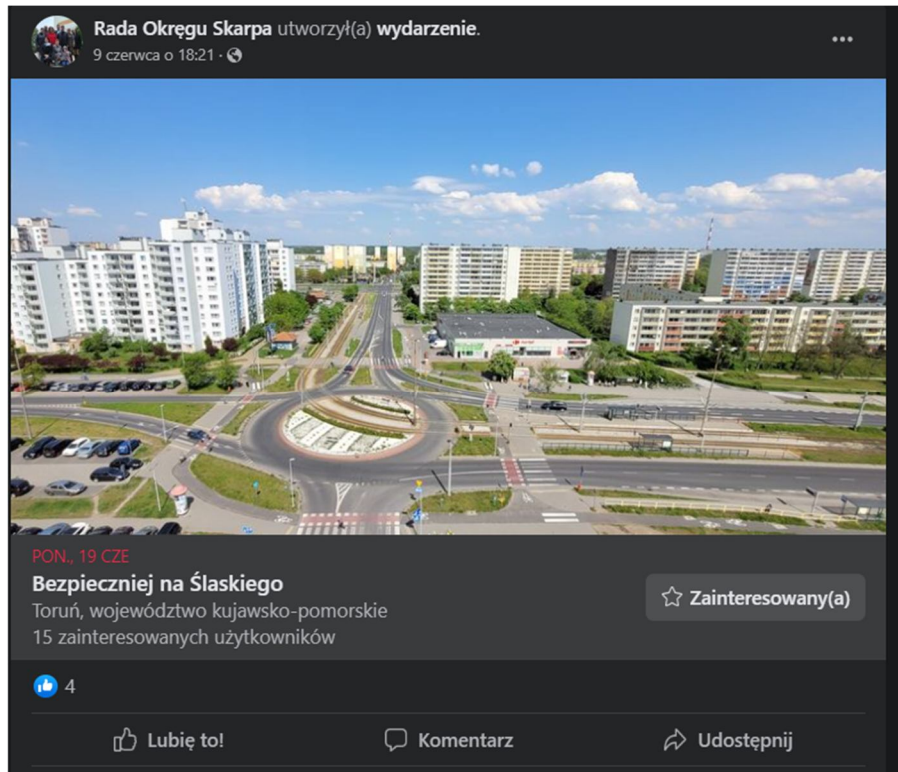 Rada Okręgu Skarpa utworzył(a) wydarzenie.
9 czerwca o 18:21 ·
PON., 19 CZE
Bezpieczniej na Ślaskiego
Toruń, województwo kujawsko-pomorskie
15 zainteresowanych użytkowników
Zainteresowany(a)
4
Lubię to!
Komentarz
Udostępnij